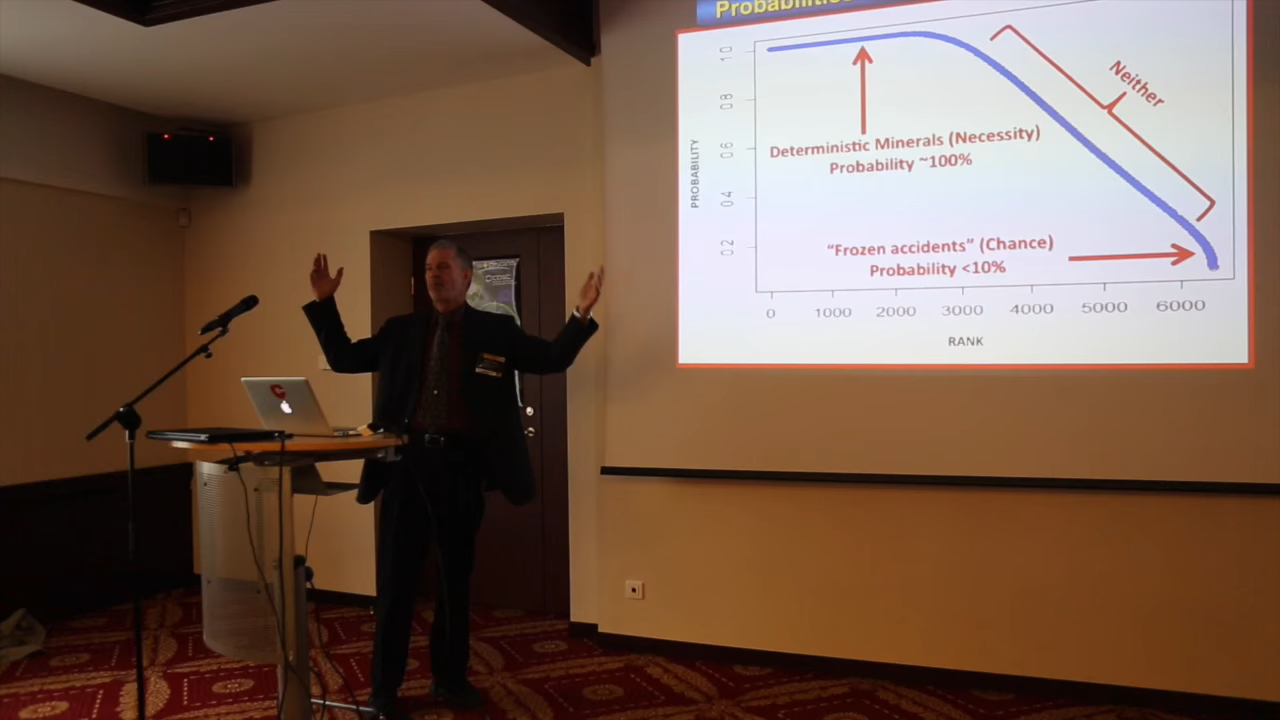 Probabilities
PROBABILITY
1 0
0 8
0 6
0 4
0 2
Neither
Deterministic Minerals (Necessity)
Probability ~100%
“Frozen accidents” (Chance)
Probability <10%
0 1000 2000 3000 4000 5000 6000
RANK